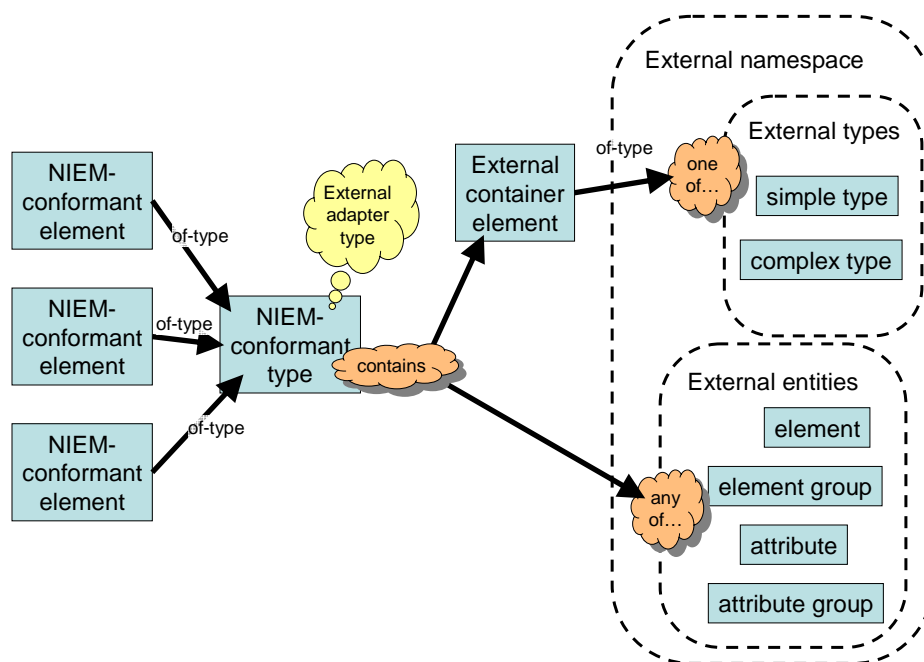 External namespace
External types
one
of…
simple type
complex type
of-type
External
container
element
NIEM-
conformant
element
of-type
External
adapter
type
NIEM-
conformant
element
of-type
NIEM-
conformant
type
contains
NIEM-
conformant
element
of-type
External entities
element
any
of…
element group
attribute
attribute group